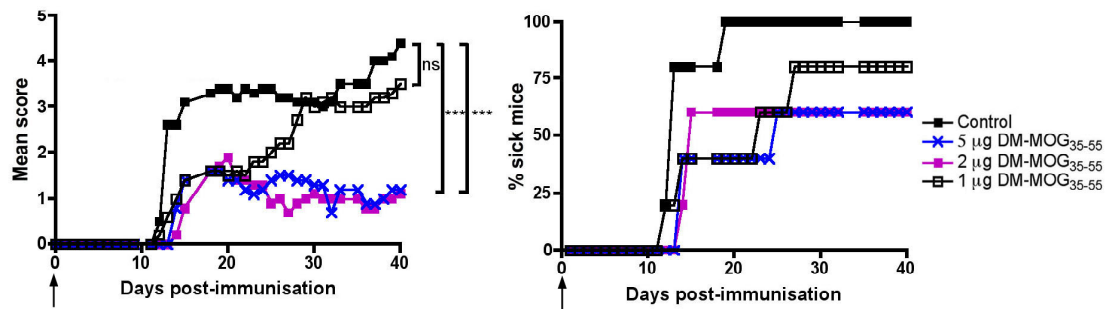 Mean score
5
4
3
2
1
0
0 10 20 30 40
Days post-immunisation
ns
*** ***
% sick mice
100
75
50
25
0
0 10 20 30 40
Days post-immunisation
Control
5 µg DM-MOG35-55
2 µg DM-MOG35-55
1 µg DM-MOG35-55